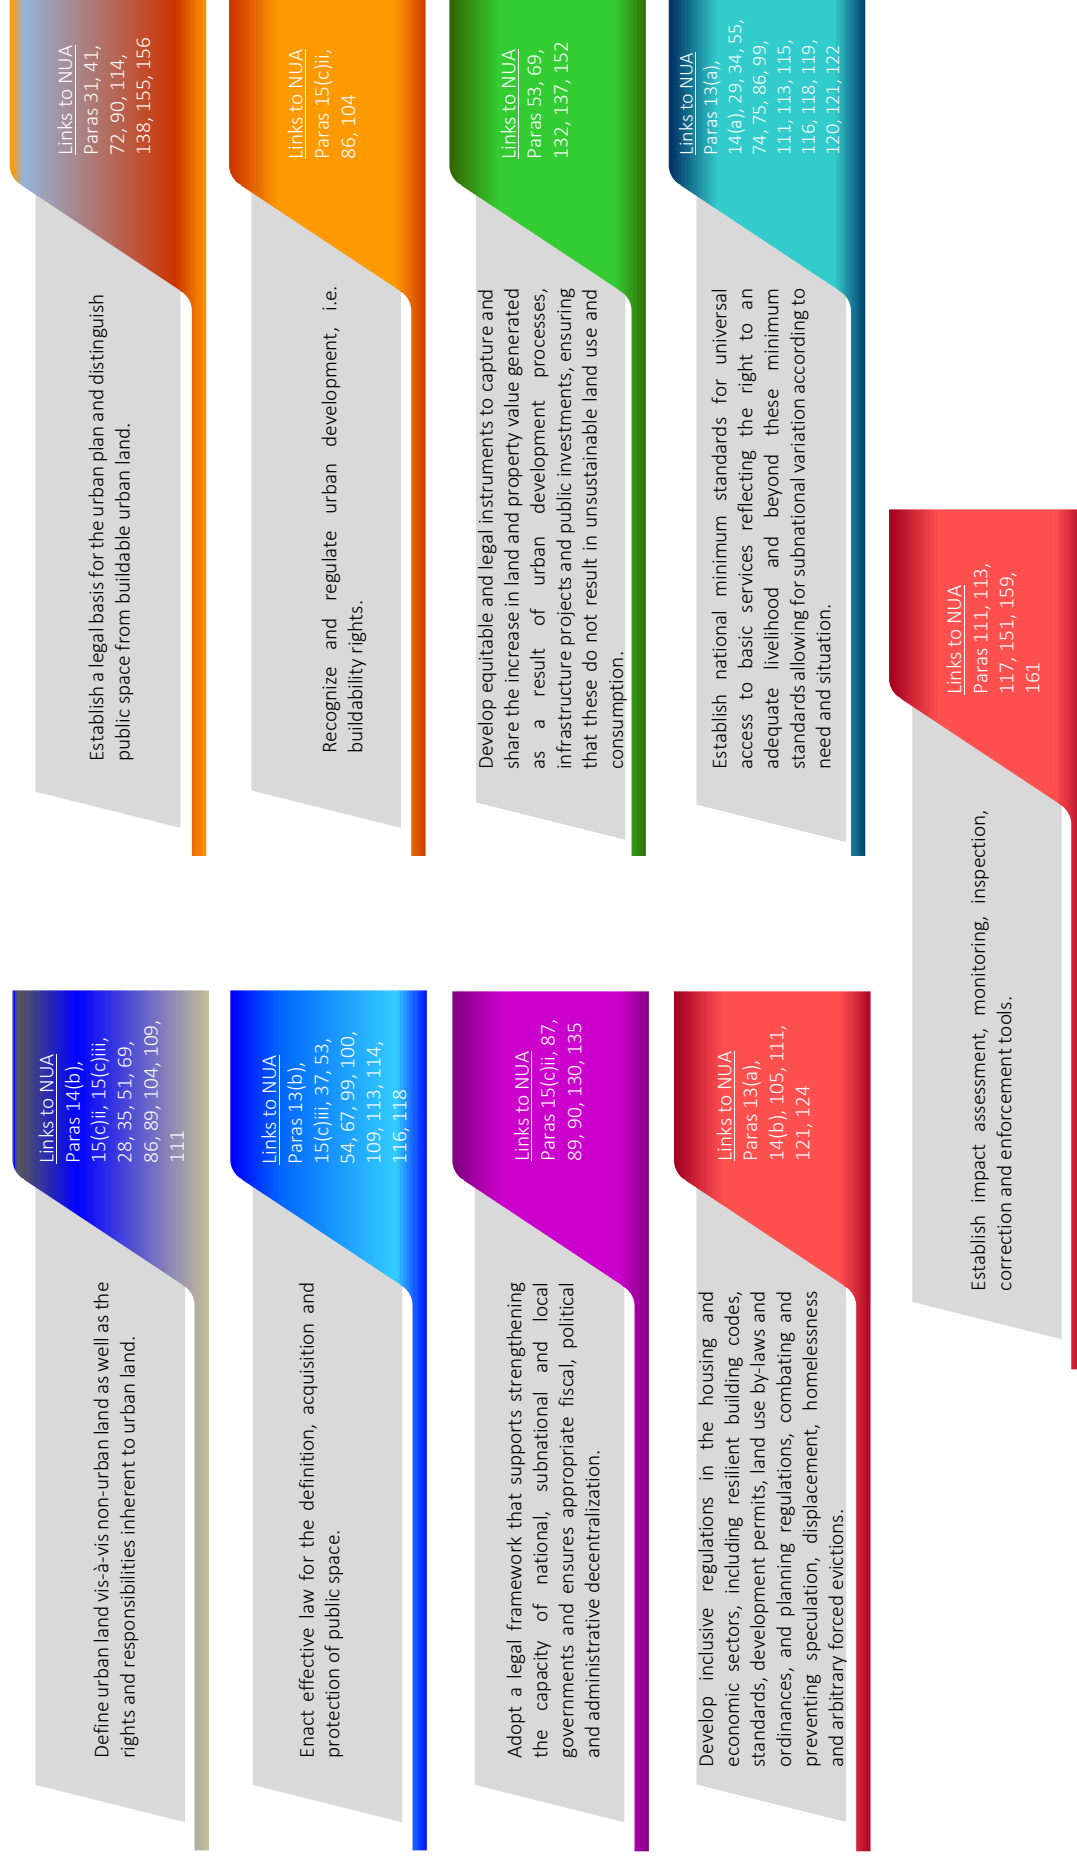 Define urban land vis-à-vis non-urban land as well as the
rights and responsibilities inherent to urban land.
Links to NUA
Paras 14(b),
15(c)ii, 15(c)iii,
28, 35, 51, 69,
86, 89, 104, 109,
111
Establish a legal basis for the urban plan and distinguish
public space from buildable urban land.
Links to NUA
Paras 31, 41,
72, 90, 114,
138, 155, 156
Enact effective law for the definition, acquisition and
protection of public space.
Links to NUA
Paras 13(b),
15(c)iii, 37, 53,
54, 67, 99, 100,
109, 113, 114,
116, 118
Recognize and regulate urban development, i.e.
buildability rights.
Links to NUA
Paras 15(c)ii,
86, 104
Adopt a legal framework that supports strengthening
the capacity of national, subnational and local
governments and ensures appropriate fiscal, political
and administrative decentralization.
Links to NUA
Paras 15(c)ii, 87,
89, 90, 130, 135
Develop equitable and legal instruments to capture and
share the increase in land and property value generated
as a result of urban development processes,
infrastructure projects and public investments, ensuring
that these do not result in unsustainable land use and
consumption.
Links to NUA
Paras 53, 69,
132, 137, 152
Develop inclusive regulations in the housing and
economic sectors, including resilient building codes,
standards, development permits, land use by-laws and
ordinances, and planning regulations, combating and
preventing speculation, displacement, homelessness
and arbitrary forced evictions.
Links to NUA
Paras 13(a),
14(b), 105, 111,
121, 124
Establish national minimum standards for universal
access to basic services reflecting the right to an
adequate livelihood and beyond these minimum
standards allowing for subnational variation according to
need and situation.
Links to NUA
Paras 13(a),
14(a), 29, 34, 55,
74, 75, 86, 99,
111, 113, 115,
116, 118, 119,
120, 121, 122
Establish impact assessment, monitoring, inspection,
correction and enforcement tools.
Links to NUA
Paras 111, 113,
117, 151, 159,
161